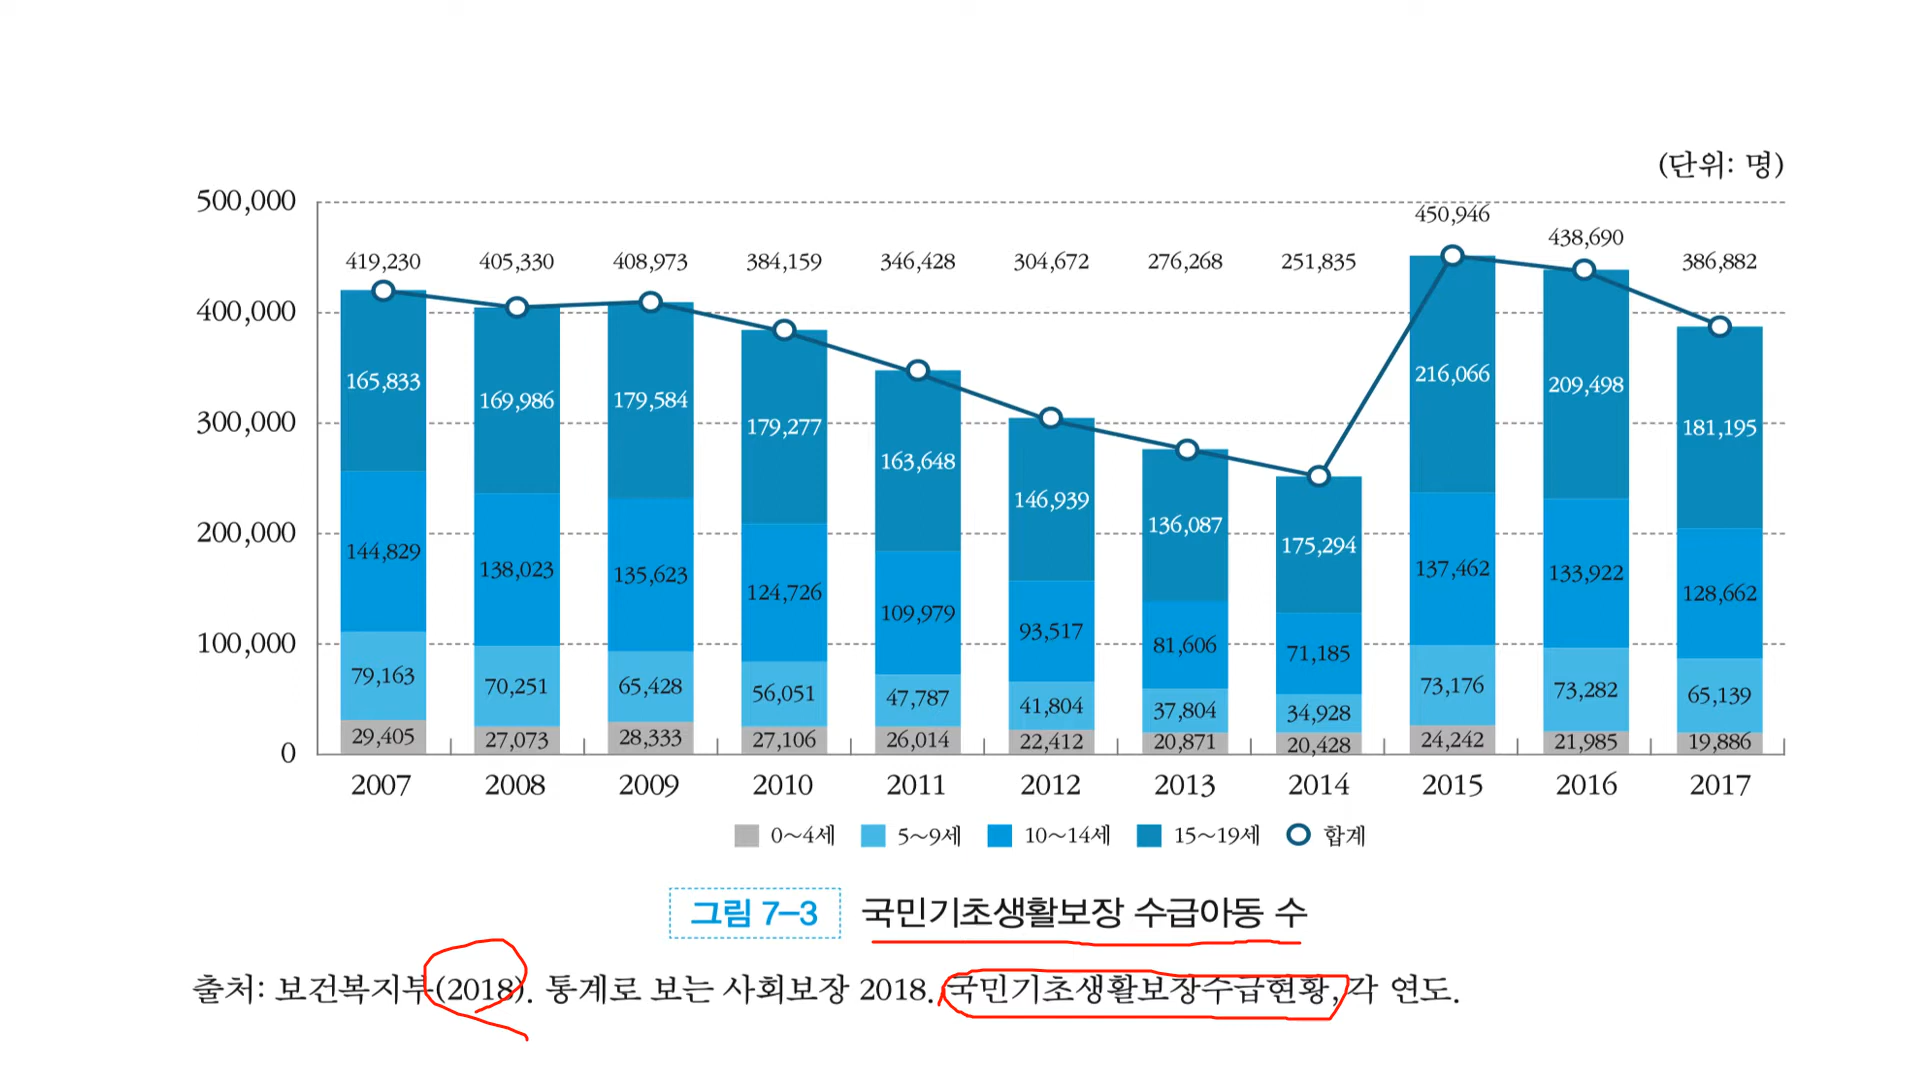 (단위: 명)
500,000
400,000
300,000
200,000
100,000
0
419,230 405,330 408,973 384,159 346,428 304,672 276,268 251,835 450,946 438,690 386,882
165,833 169,986 179,584 179,277 163,648 146,939 136,087 175,294 216,066 209,498 181,195
144,829 138,023 135,623 124,726 109,979 93,517 81,606 71,185 137,462 133,922 128,662
79,163 70,251 65,428 56,051 47,787 41,804 37,804 34,928 73,176 73,282 65,139
29,405 27,073 28,333 27,106 26,014 22,412 20,871 20,428 24,242 21,985 19,886
2007 2008 2009 2010 2011 2012 2013 2014 2015 2016 2017
0~4세 5~9세 10~14세 15~19세 합계
그림 7-3 국민기초생활보장 수급아동 수
출처: 보건복지부(2018). 통계로 보는 사회보장 2018. 국민기초생활보장수급현황, 각 연도.